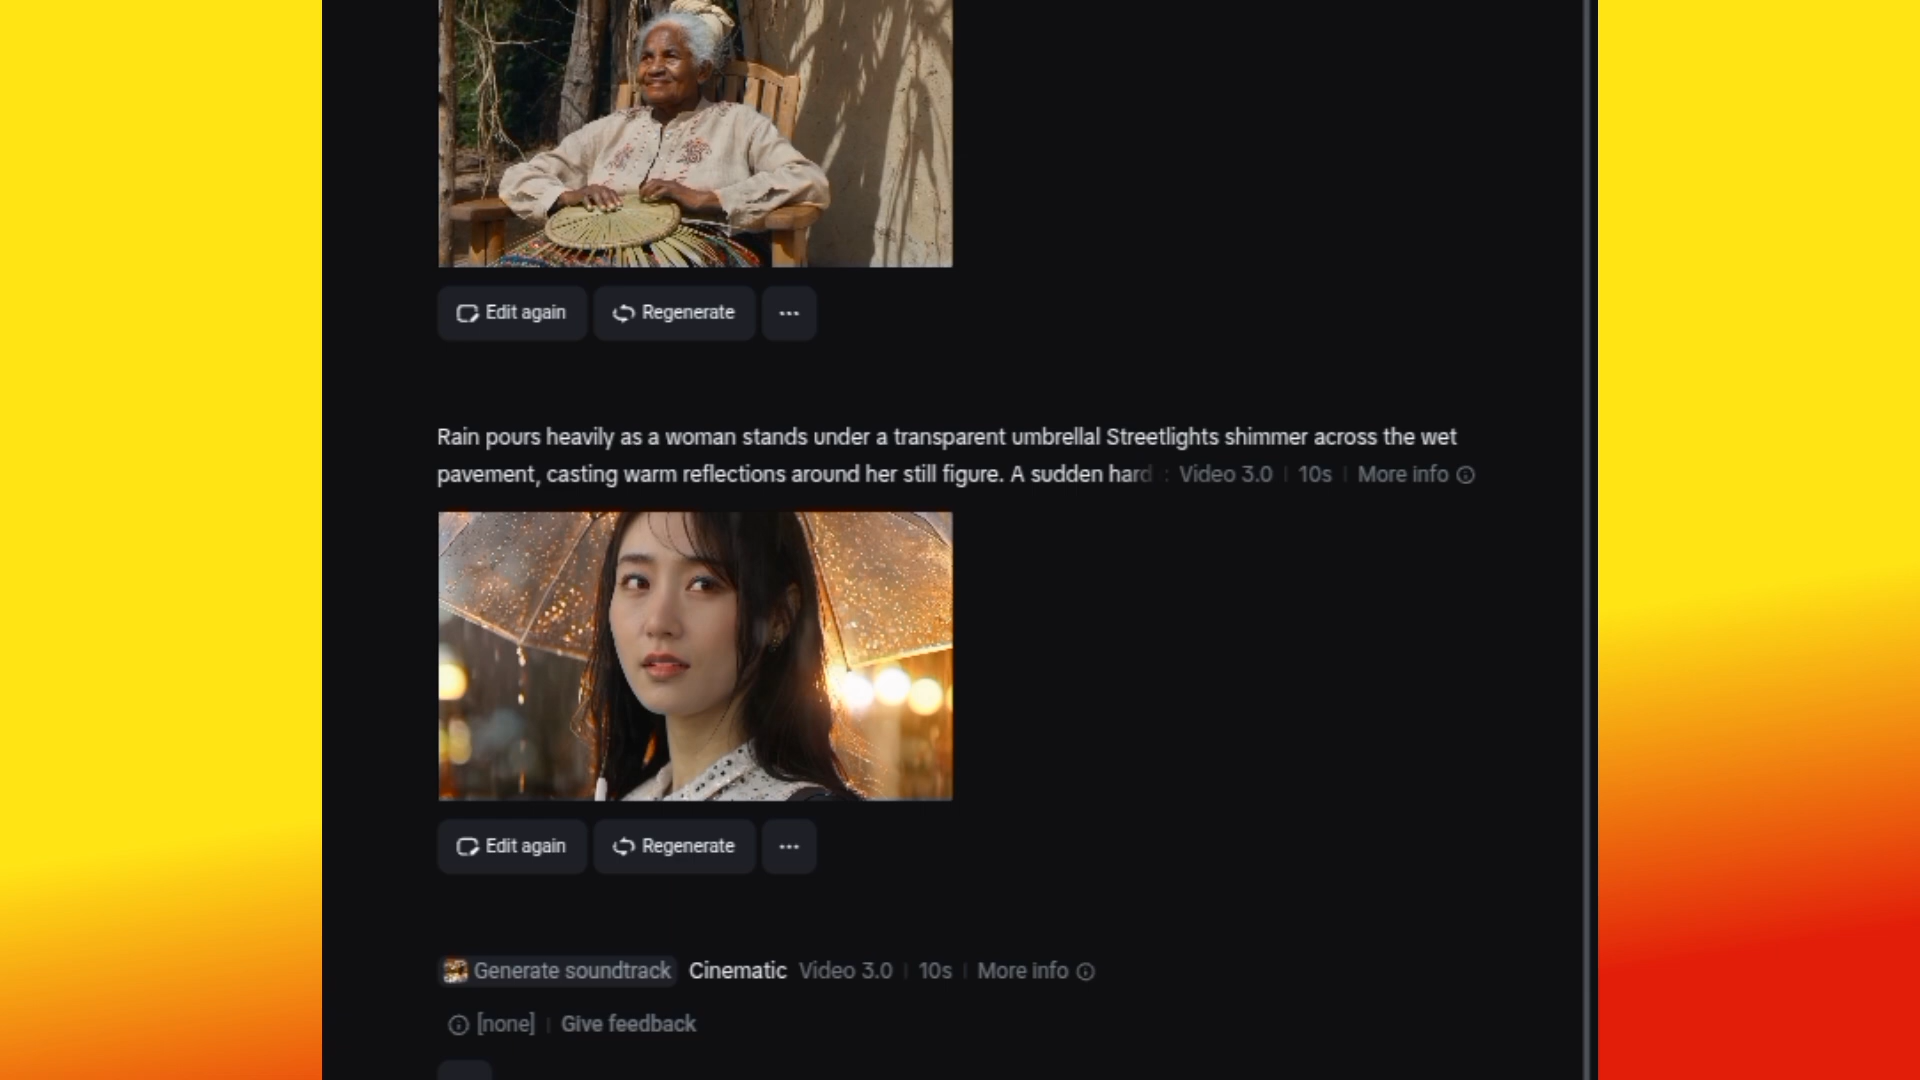 Edit again
Regenerate
Rain pours heavily as a woman stands under a transparent umbrellal Streetlights shimmer across the wet
pavement, casting warm reflections around her still figure. A sudden hard : Video 3.0 | 10s | More info
Edit again
Regenerate
Generate soundtrack Cinematic Video 3.0 | 10s | More info
[none] | Give feedback